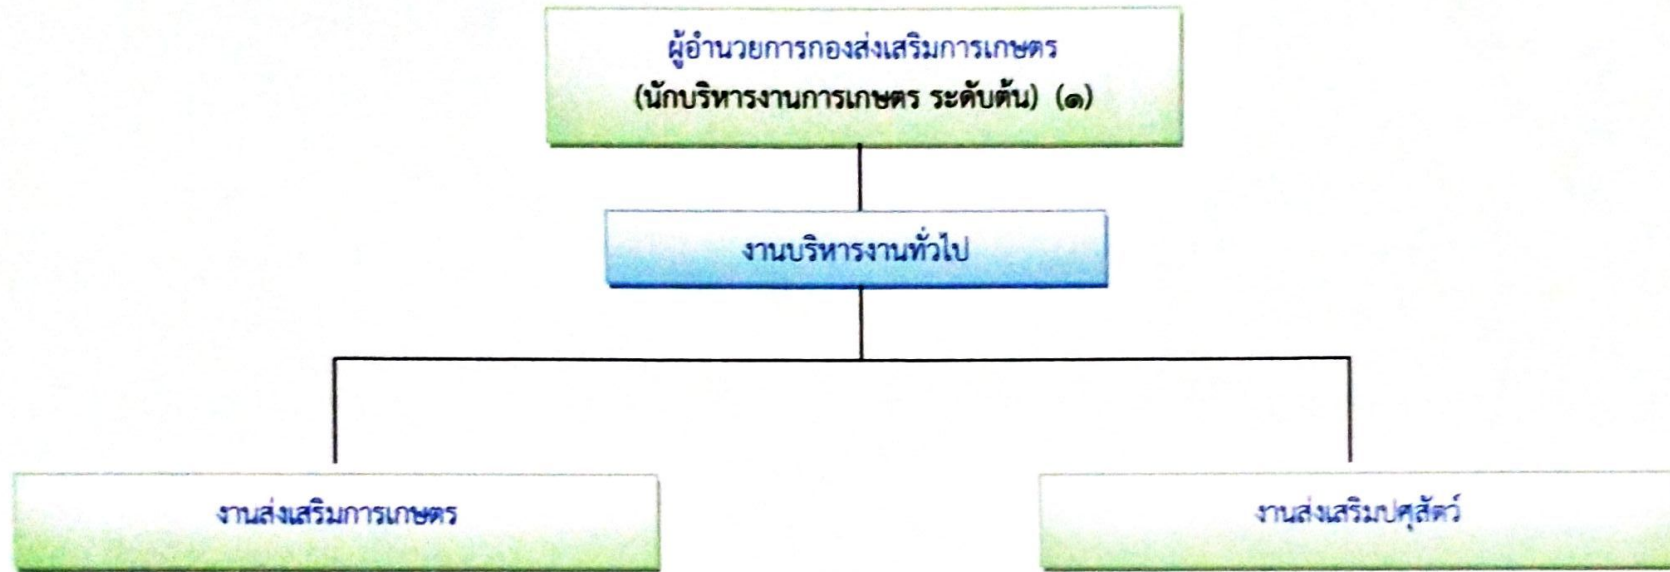 ผู้อำนวยการกองส่งเสริมการเกษตร
(นักบริหารงานการเกษตร ระดับต้น) (๑)
งานบริหารงานทั่วไป
งานส่งเสริมการเกษตร
งานส่งเสริมปศุสัตว์